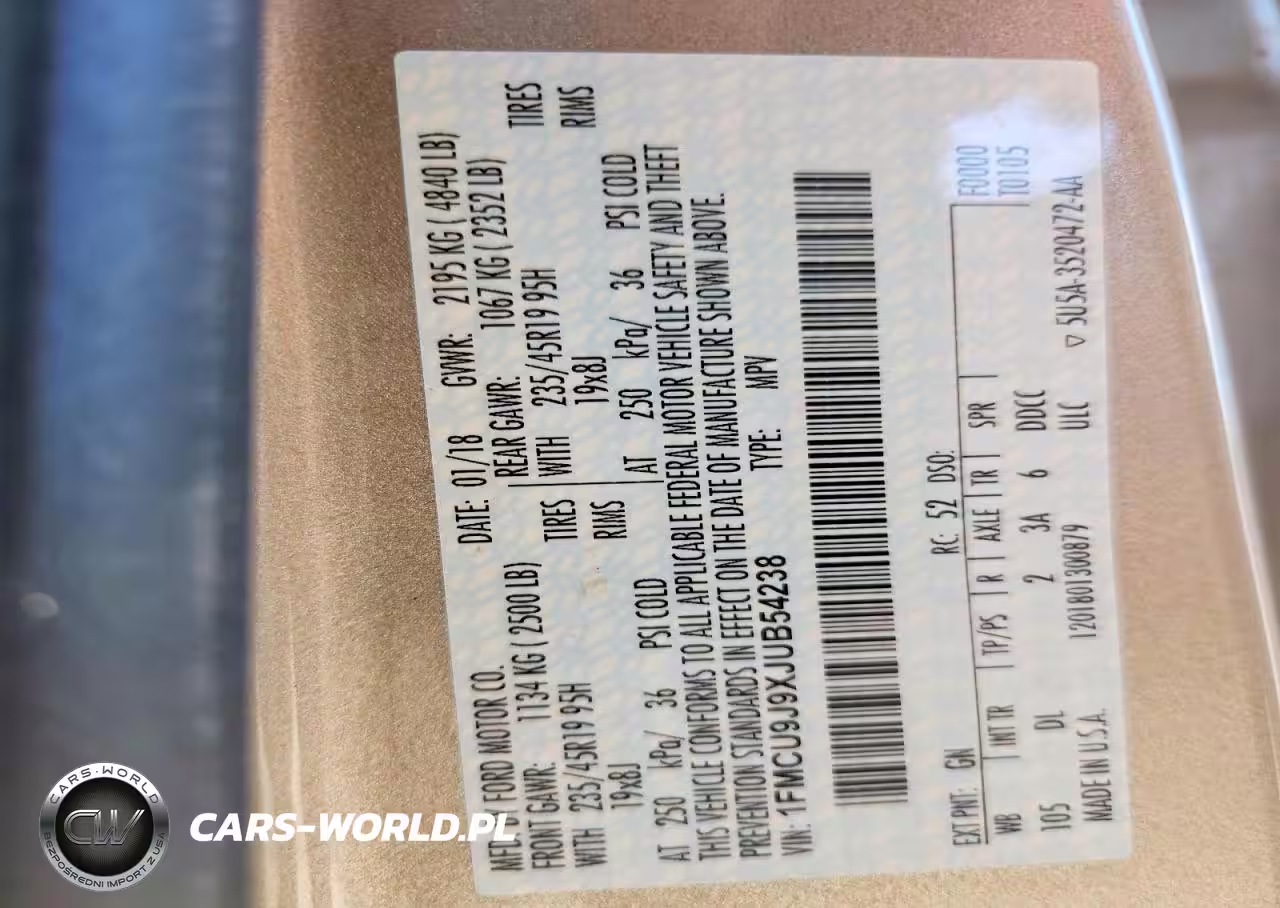 MFD. BY FORD MOTOR CO. DATE: 01/18 GVWR: 2195 KG ( 4840 LB)
FRONT GAWR: 1134 KG ( 2500 LB) REAR GAWR: 1067 KG ( 2352 LB)
WITH 235/45R19 95H TIRES WITH 235/45R19 95H TIRES
19x8J RIMS 19x8J RIMS
AT 250 kPa/ 36 PSI COLD AT 250 kPa/ 36 PSI COLD
THIS VEHICLE CONFORMS TO ALL APPLICABLE FEDERAL MOTOR VEHICLE SAFETY AND THEFT
PREVENTION STANDARDS IN EFFECT ON THE DATE OF MANUFACTURE SHOWN ABOVE.
VIN: 1FMCU9J9XJUB54238 TYPE: MPV
F0000
T0105
EXT PNT: GN RC: 52 DSO:
WB INT TR TP/PS R AXLE TR SPR
105 DL 2 3A 6 DDCC
MADE IN U.S.A. 1201801300879 ULC
▽ 5U5A-3520472-AA
CARS-WORLD
CW
BEZPOŚREDNI IMPORT Z USA
CARS-WORLD.PL